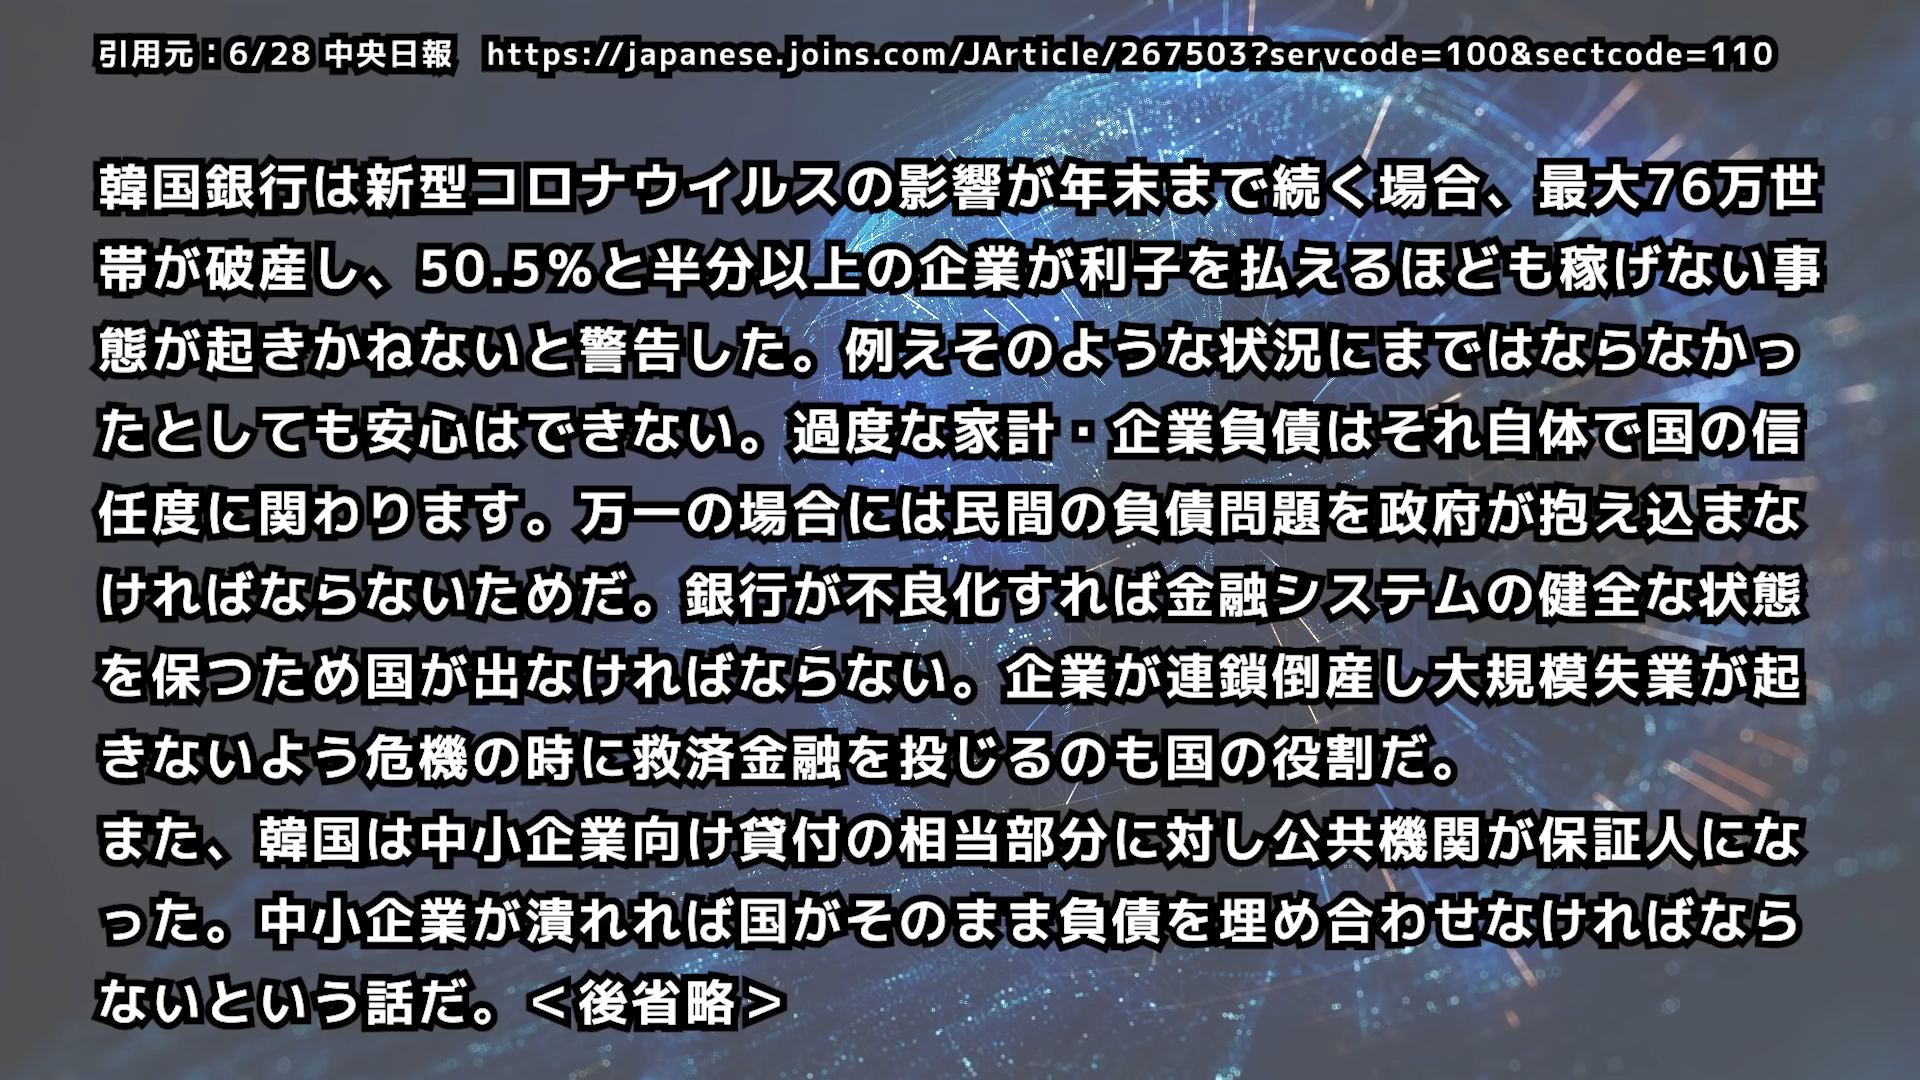 引用元：6/28 中央日報　https://japanese.joins.com/JArticle/267503?servcode=100&sectcode=110
韓国銀行は新型コロナウイルスの影響が年末まで続く場合、最大76万世
帯が破産し、50.5%と半分以上の企業が利子を払えるほども稼げない事
態が起きかねないと警告した。例えそのような状況にまではならなかっ
たとしても安心はできない。過度な家計・企業負債はそれ自体で国の信
任度に関わります。万一の場合には民間の負債問題を政府が抱え込まな
ければならないためだ。銀行が不良化すれば金融システムの健全な状態
を保つため国が出なければならない。企業が連鎖倒産し大規模失業が起
きないよう危機の時に救済金融を投じるのも国の役割だ。
また、韓国は中小企業向け貸付の相当部分に対し公共機関が保証人にな
った。中小企業が潰れれば国がそのまま負債を埋め合わせなければなら
ないという話だ。＜後省略＞